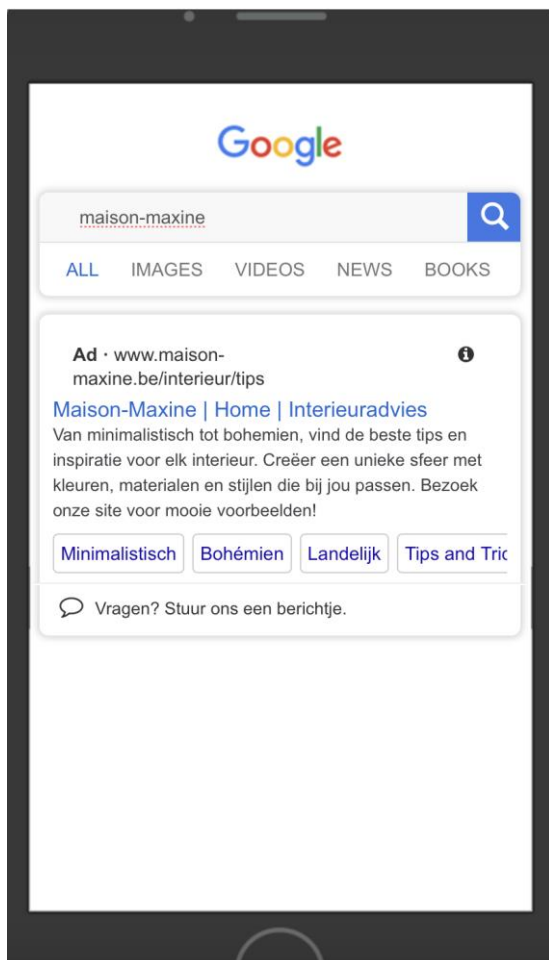 Google
maison-maxine
ALL IMAGES VIDEOS NEWS BOOKS
Ad · www.maison-
maxine.be/interieur/tips
Maison-Maxine | Home | Interieuradvies
Van minimalistisch tot bohemien, vind de beste tips en
inspiratie voor elk interieur. Creëer een unieke sfeer met
kleuren, materialen en stijlen die bij jou passen. Bezoek
onze site voor mooie voorbeelden!
Minimalistisch Bohémien Landelijk Tips and Tric
Vragen? Stuur ons een berichtje.